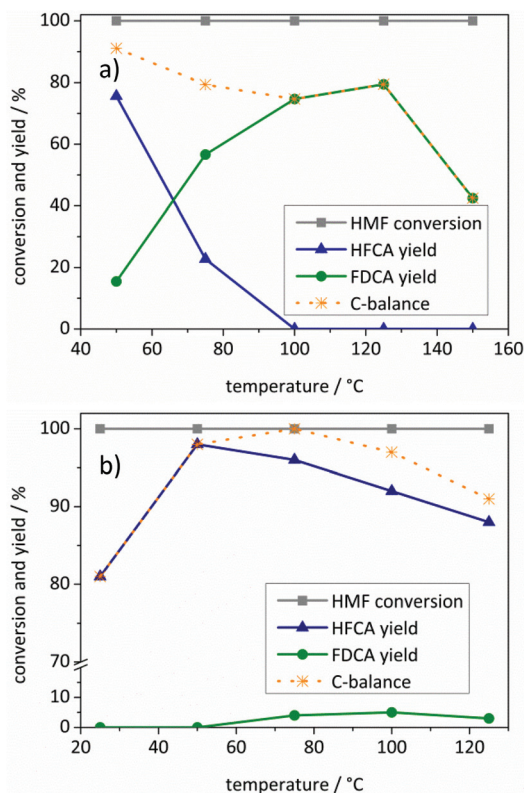 a)
conversion and yield / %
100
80
60
40
20
0
HMF conversion
HFCA yield
FDCA yield
C-balance
40 60 80 100 120 140 160
temperature / °C
b)
conversion and yield / %
100
90
80
70
10
5
0
HMF conversion
HFCA yield
FDCA yield
C-balance
20 40 60 80 100 120
temperature / °C